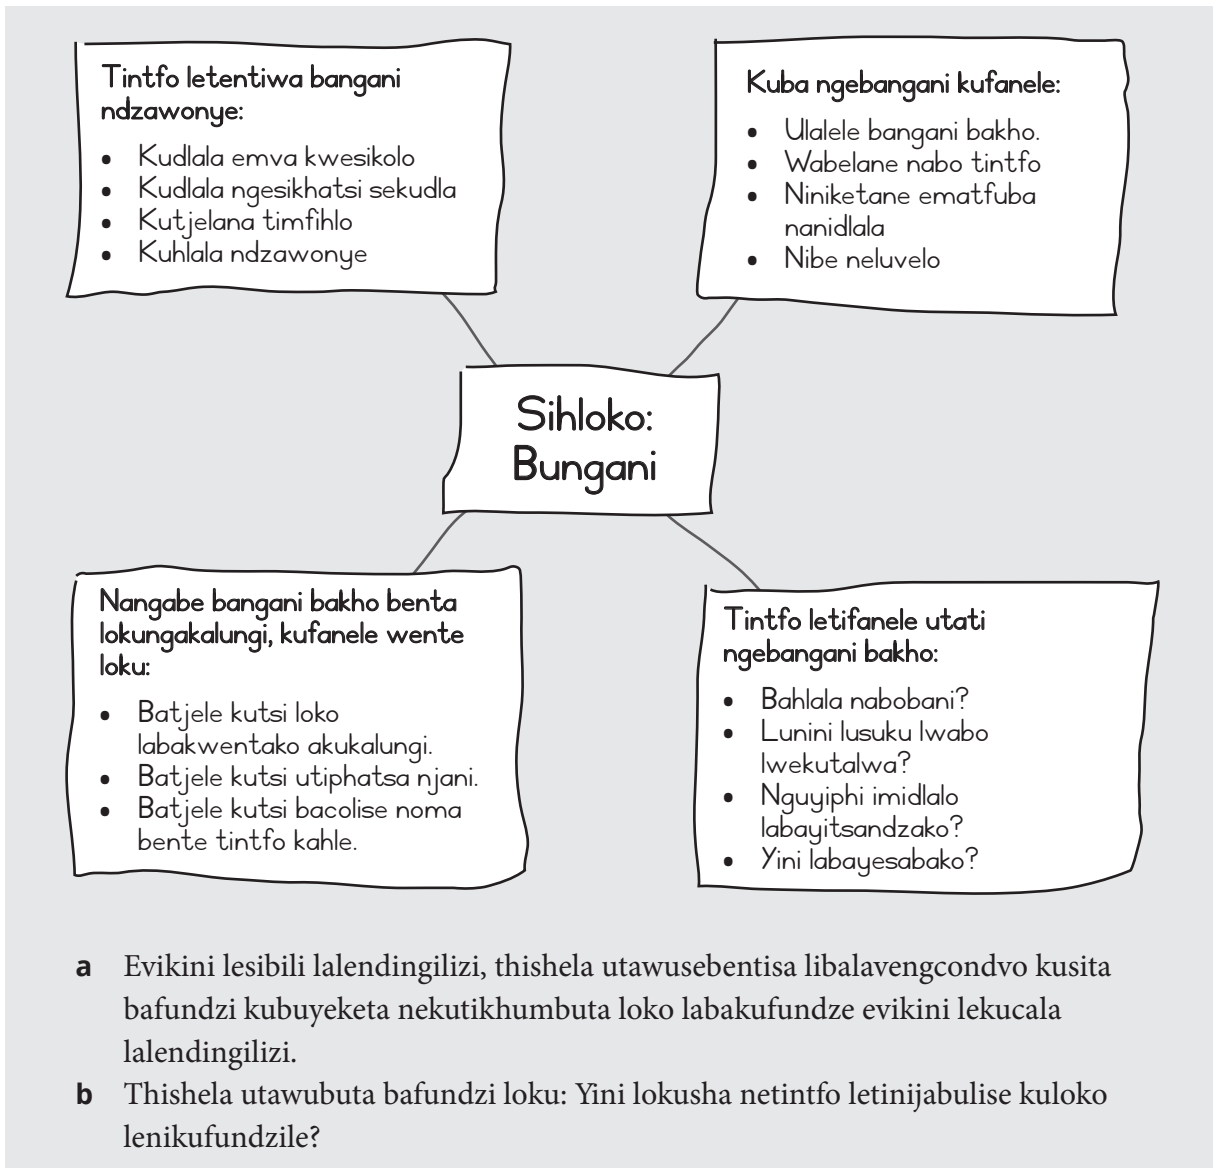 Tintfo letentiwa bangani
ndzawonye:
• Kudlala emva kwesikolo
• Kudlala ngesikhatsi sekudla
• Kutjelana timfihlo
• Kuhlala ndzawonye
Kuba ngebangani kufanele:
• Ulalele bangani bakho.
• Wabelane nabo tintfo
• Niniketane ematfuba
nanidlala
• Nibe neluvelo
Sihloko:
Bungani
Nangabe bangani bakho benta
lokungakalungi, kufanele wente
loku:
• Batjele kutsi loko
labakwentako akukalungi.
• Batjele kutsi utiphatsa njani.
• Batjele kutsi bacolise noma
bente tintfo kahle.
Tintfo letifanele utati
ngebangani bakho:
• Bahlala nabobani?
• Lunini lusuku lwabo
lwekutalwa?
• Nguyiphi imidlalo
labayitsandzako?
• Yini labayesabako?
a Evikini lesibili lalendingilizi, thishela utawusebentisa libalavengcondvo kusita
bafundzi kubuyeketa nekutikhumbuta loko labakufundze evikini lekucala
lalendingilizi.
b Thishela utawubuta bafundzi loku: Yini lokusha netintfo letinijabulise kuloko
lenikufundzile?